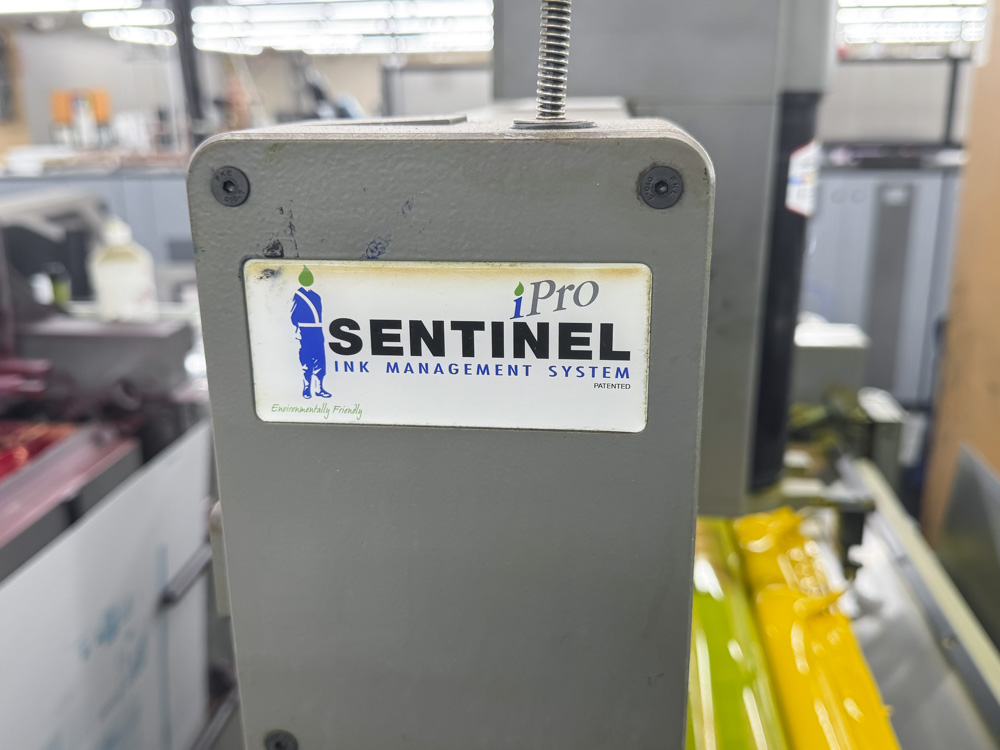 iPro
SENTINEL
INK MANAGEMENT SYSTEM
PATENTED
Environmentally Friendly